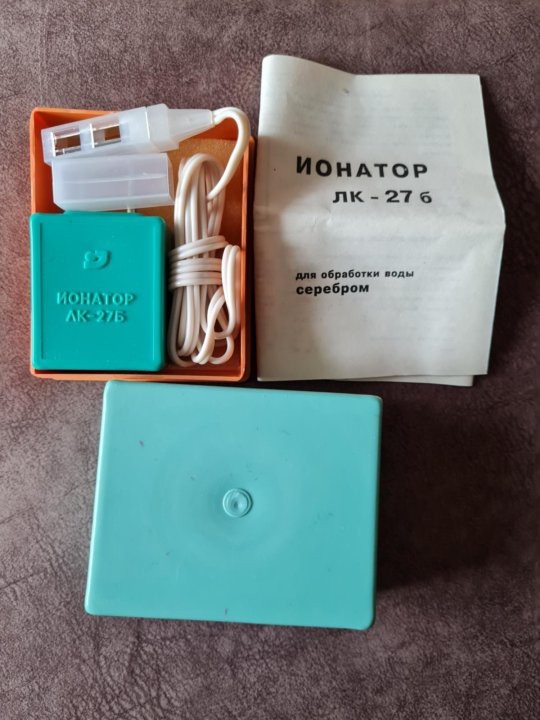 ИОНАТОР
ЛК-27Б
ИОНАТОР
ЛК - 27 б
для обработки воды
серебром